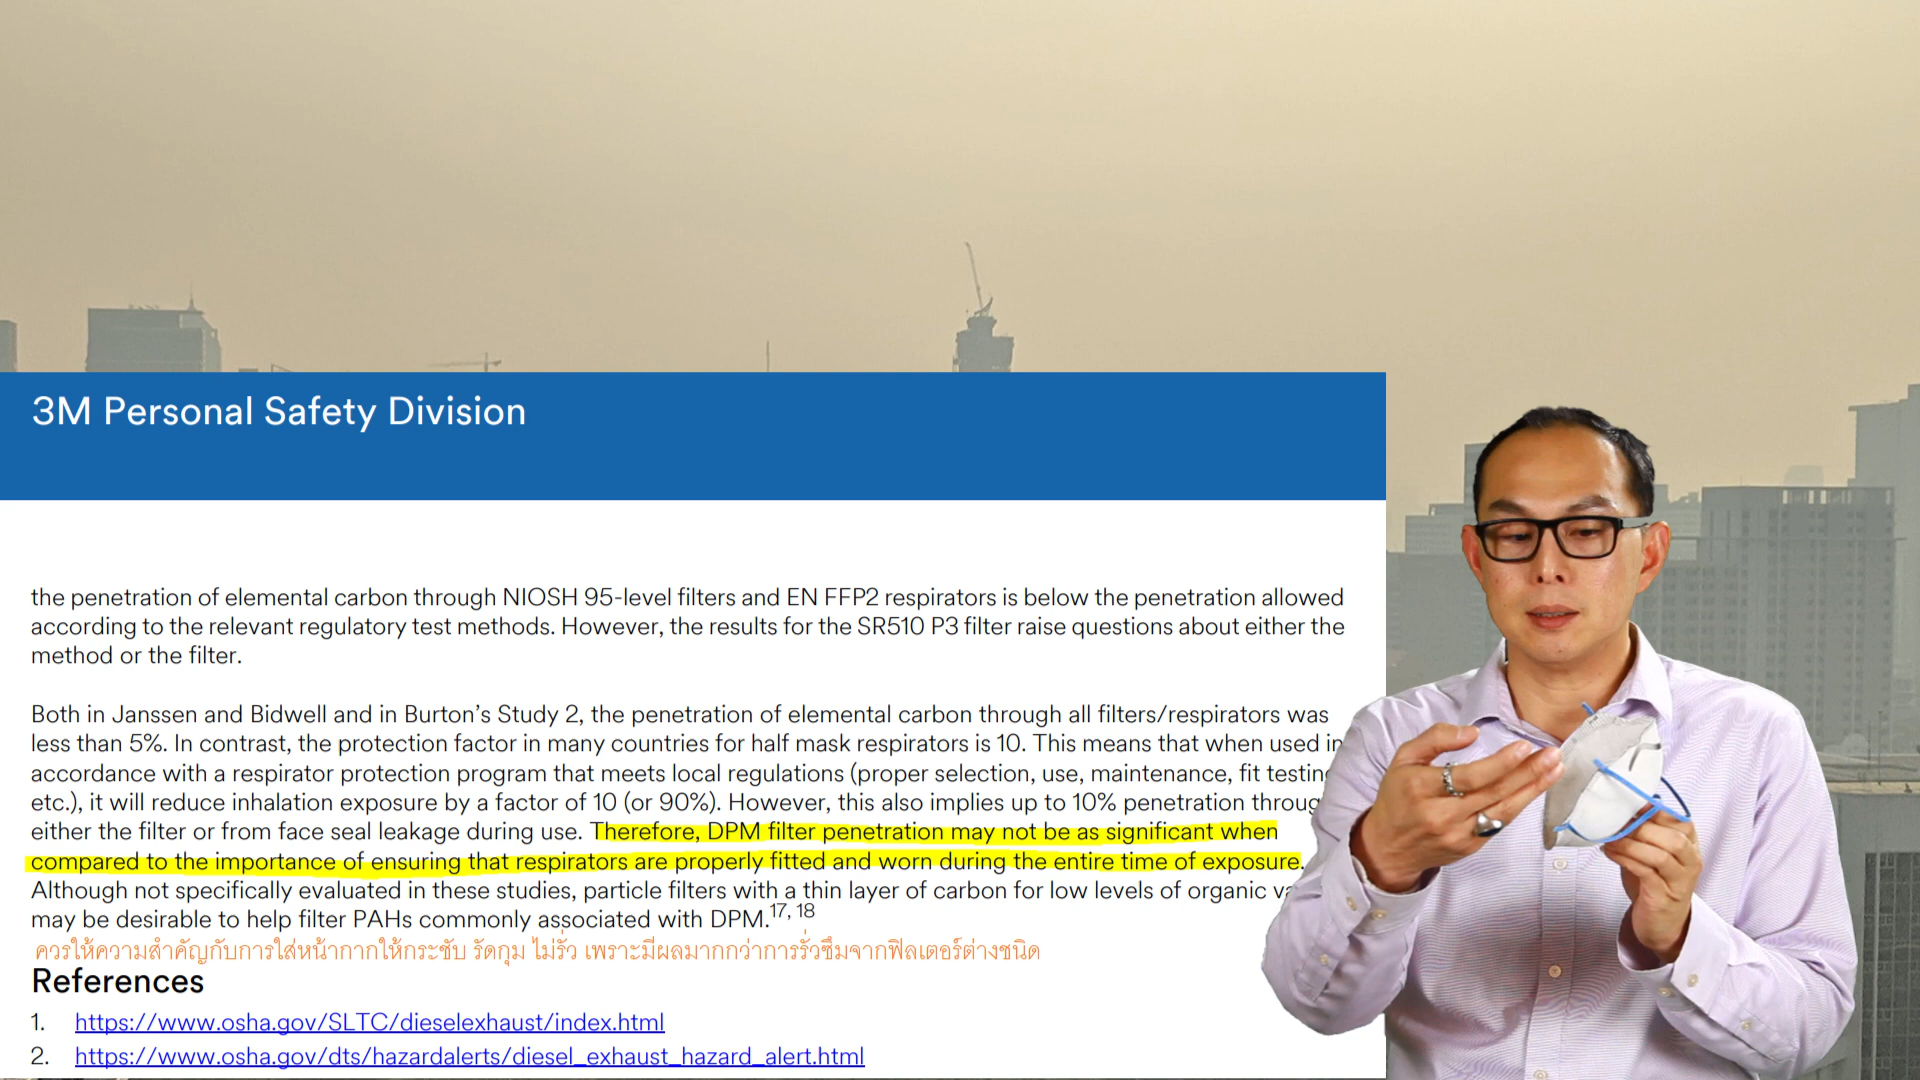 3M Personal Safety Division
the penetration of elemental carbon through NIOSH 95-level filters and EN FFP2 respirators is below the penetration allowed
according to the relevant regulatory test methods. However, the results for the SR510 P3 filter raise questions about either the
method or the filter.
Both in Janssen and Bidwell and in Burton's Study 2, the penetration of elemental carbon through all filters/respirators was
less than 5%. In contrast, the protection factor in many countries for half mask respirators is 10. This means that when used in
accordance with a respirator protection program that meets local regulations (proper selection, use, maintenance, fit testing
etc.), it will reduce inhalation exposure by a factor of 10 (or 90%). However, this also implies up to 10% penetration
either the filter or from face seal leakage during use. Therefore, DPM filter penetration may not be as significant when
compared to the importance of ensuring that respirators are properly fitted and worn during the entire time of exposure.
Although not specifically evaluated in these studies, particle filters with a thin layer of carbon for low levels of organic
may be desirable to help filter PAHs commonly associated with DPM.17, 18
ควรให้ความสำคัญกับการใส่หน้ากากให้กระชับ รัดกุม ไม่รั่ว เพราะมีผลมากกว่าการรั่วซึมจากฟิลเตอร์ต่างชนิด
References
1. https://www.osha.gov/SLTC/dieselexhaust/index.html
2. https://www.osha.gov/dts/hazardalerts/diesel_exhaust_hazard_alert.html